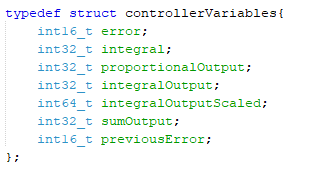 typedef struct controllerVariables{
int16_t error;
int32_t integral;
int32_t proportionalOutput;
int32_t integralOutput;
int64_t integralOutputScaled;
int32_t sumOutput;
int16_t previousError;
};